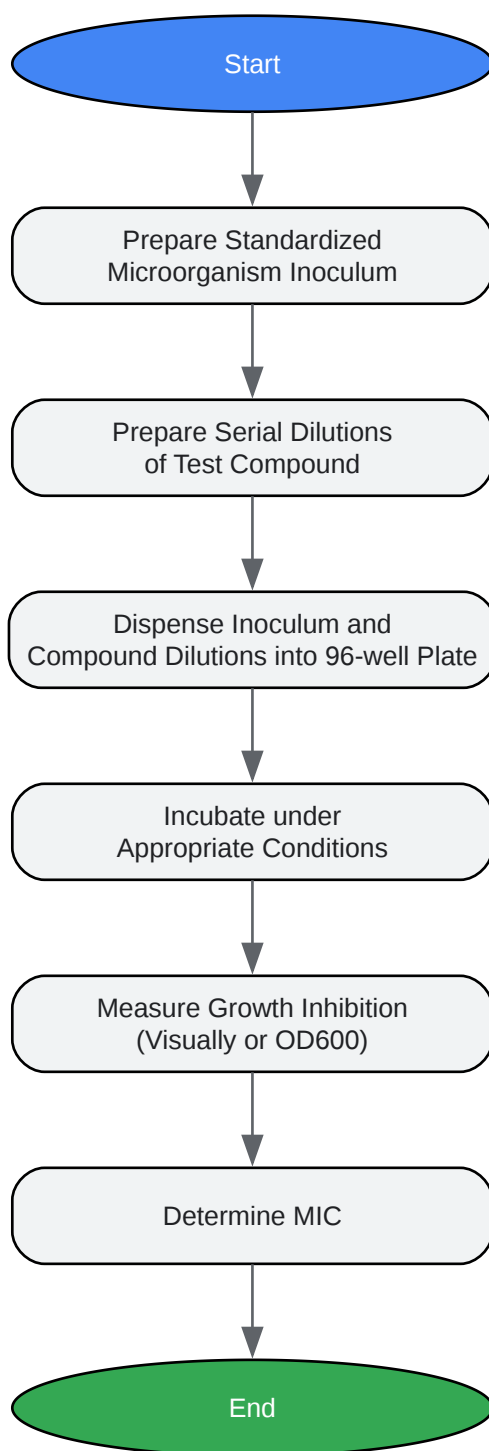 Start
Prepare Standardized
Microorganism Inoculum
Prepare Serial Dilutions
of Test Compound
Dispense Inoculum and
Compound Dilutions into 96-well Plate
Incubate under
Appropriate Conditions
Measure Growth Inhibition
(Visually or OD600)
Determine MIC
End